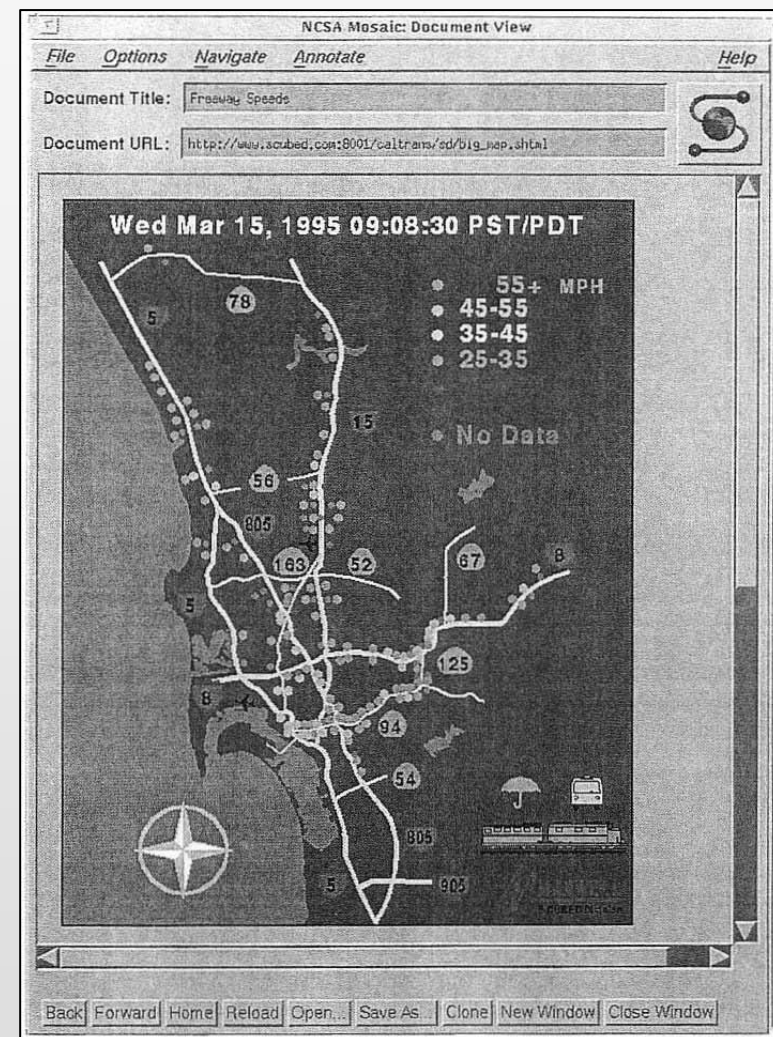 NCSA Mosaic: Document View
File Options Navigate Annotate Help
Document Title: Freeway Speeds
Document URL: http://www.scubed.com:8001/caltrans/sd/big_map.shtml
Wed Mar 15, 1995 09:08:30 PST/PDT
55+ MPH
78
45-55
5
35-45
25-35
15
No Data
56
805
163
52
67
8
5
125
8
94
54
805
5
905
Back Forward Home Reload Open... Save As... Clone New Window Close Window